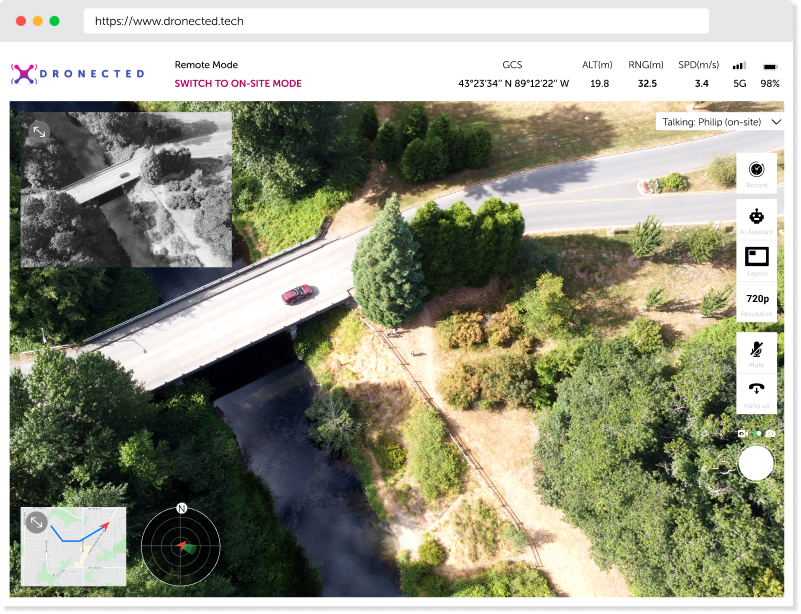 https://www.dronected.tech
DRONECTED
Remote Mode
SWITCH TO ON-SITE MODE
GCS
43°23'34'' N 89°12'22'' W
ALT(m)
19.8
RNG(m)
32.5
SPD(m/s)
3.4
5G
98%
Talking: Philip (on-site)
Record
AI Assistant
Layout
720p
Resolution
Mute
Hang up
N